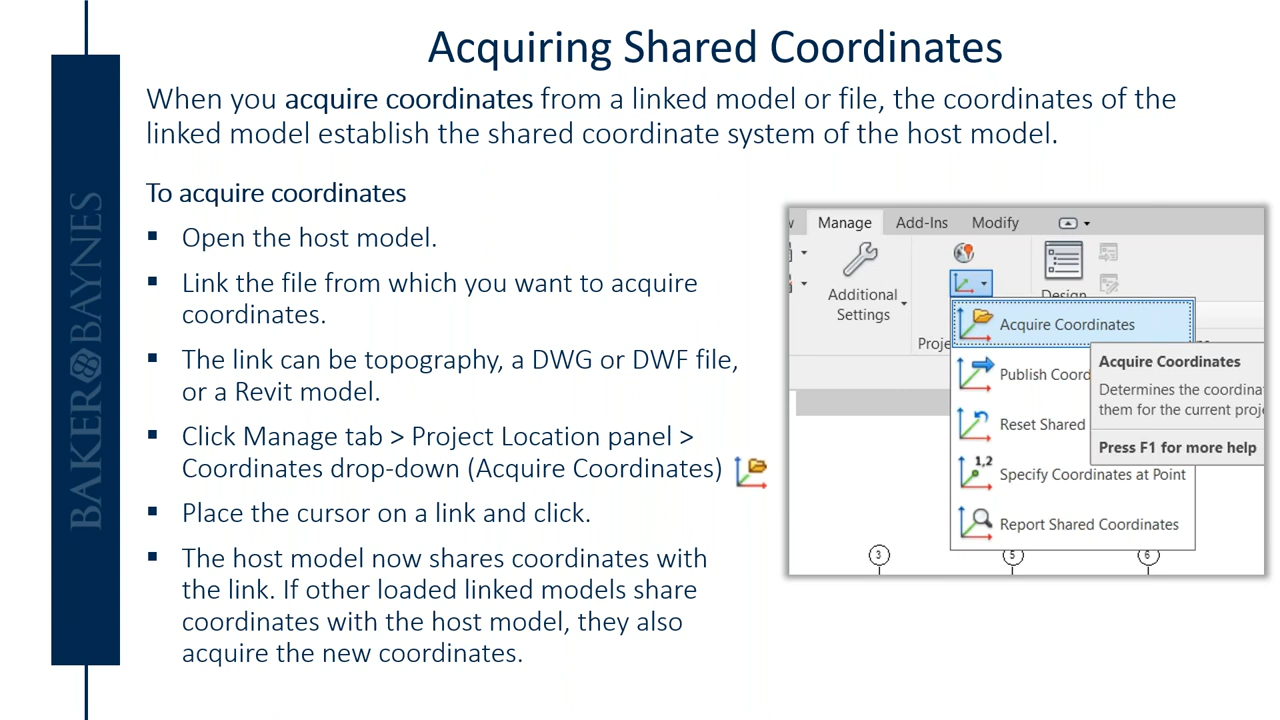 Acquiring Shared Coordinates
When you acquire coordinates from a linked model or file, the coordinates of the
linked model establish the shared coordinate system of the host model.
To acquire coordinates
▪ Open the host model.
▪ Link the file from which you want to acquire
coordinates.
▪ The link can be topography, a DWG or DWF file,
or a Revit model.
▪ Click Manage tab > Project Location panel >
Coordinates drop-down (Acquire Coordinates)
▪ Place the cursor on a link and click.
▪ The host model now shares coordinates with
the link. If other loaded linked models share
coordinates with the host model, they also
acquire the new coordinates.
BAKER BAYNES
Manage Add-Ins Modify
Additional
Settings
Design
Proje
Acquire Coordinates
Publish Coord
Reset Shared
Specify Coordinates at Point
Report Shared Coordinates
Acquire Coordinates
Determines the coordina
them for the current proj
Press F1 for more help
3 5 6